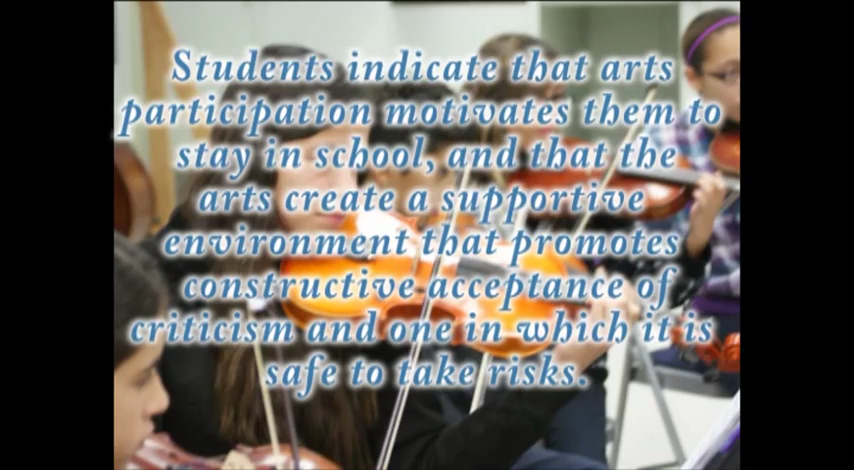 Students indicate that arts
participation motivates them to
stay in school, and that the
arts create a supportive
environment that promotes
constructive acceptance of
criticism and one in which it is
safe to take risks.